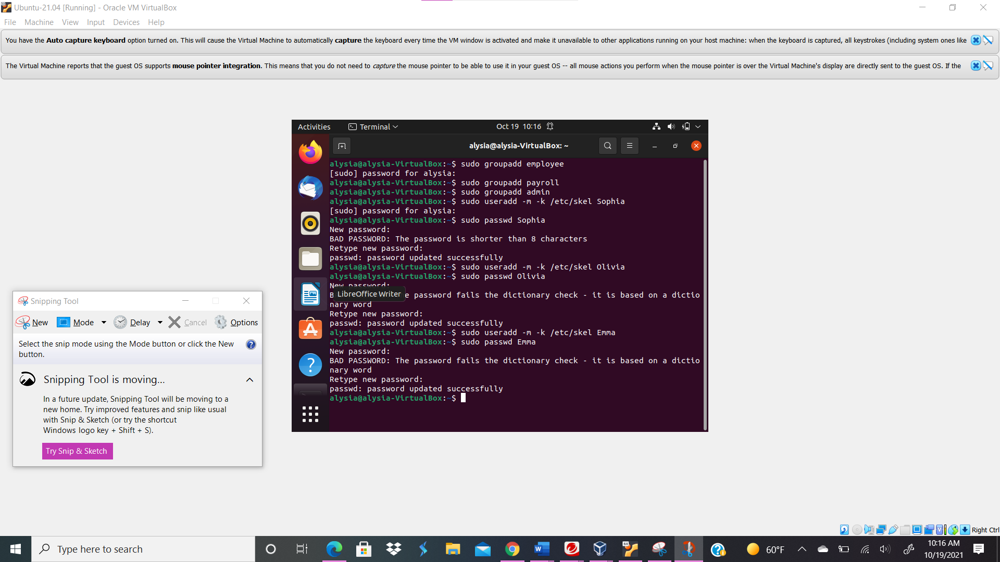 Ubuntu-21.04 [Running] - Oracle VM VirtualBox
File Machine View Input Devices Help
You have the Auto capture keyboard option turned on. This will cause the Virtual Machine to automatically capture the keyboard every time the VM window is activated and make it unavailable to other applications running on your host machine: when the keyboard is captured, all keystrokes (including system ones like
The Virtual Machine reports that the guest OS supports mouse pointer integration. This means that you do not need to capture the mouse pointer to be able to use it in your guest OS -- all mouse actions you perform when the mouse pointer is over the Virtual Machine's display are directly sent to the guest OS. If the
Activities Terminal Oct 19 10:16
alysia@alysia-VirtualBox: ~
alysia@alysia-VirtualBox:~$ sudo groupadd employee
[sudo] password for alysia:
alysia@alysia-VirtualBox:~$ sudo groupadd payroll
alysia@alysia-VirtualBox:~$ sudo groupadd admin
alysia@alysia-VirtualBox:~$ sudo useradd -m -k /etc/skel Sophia
[sudo] password for alysia:
alysia@alysia-VirtualBox:~$ sudo passwd Sophia
New password:
BAD PASSWORD: The password is shorter than 8 characters
Retype new password:
passwd: password updated successfully
alysia@alysia-VirtualBox:~$ sudo useradd -m -k /etc/skel Olivia
alysia@alysia-VirtualBox:~$ sudo passwd Olivia
New password:
B LibreOffice Writer e password fails the dictionary check - it is based on a dictio
nary word
Retype new password:
passwd: password updated successfully
alysia@alysia-VirtualBox:~$ sudo useradd -m -k /etc/skel Emma
alysia@alysia-VirtualBox:~$ sudo passwd Emma
New password:
BAD PASSWORD: The password fails the dictionary check - it is based on a dictio
nary word
Retype new password:
passwd: password updated successfully
alysia@alysia-VirtualBox:~$
Snipping Tool
New Mode Delay Cancel Options
Select the snip mode using the Mode button or click the New
button.
Snipping Tool is moving...
In a future update, Snipping Tool will be moving to a
new home. Try improved features and snip like usual
with Snip & Sketch (or try the shortcut
Windows logo key + Shift + S).
Try Snip & Sketch
Right Ctrl
Type here to search
60°F
10:16 AM
10/19/2021